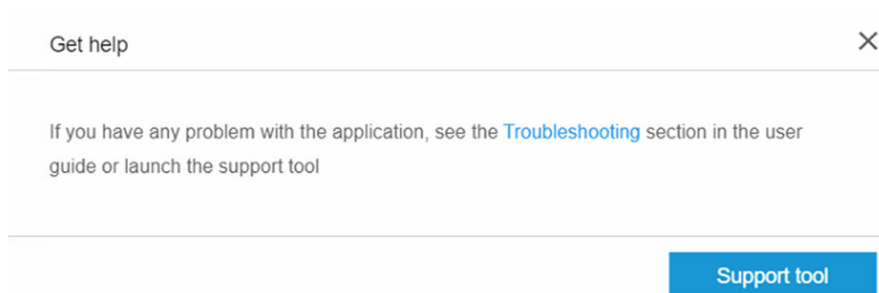 Get help
If you have any problem with the application, see the Troubleshooting section in the user
guide or launch the support tool
Support tool